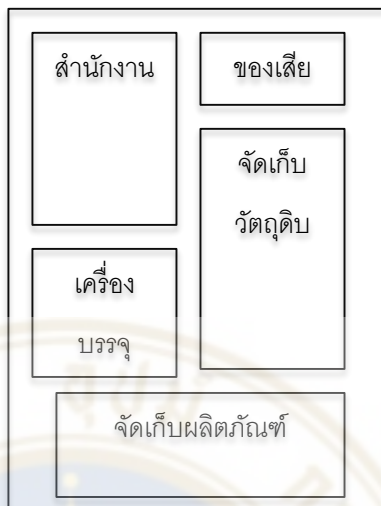 สำนักงาน
ของเสีย
จัดเก็บ
วัตถุดิบ
เครื่อง
บรรจุ
จัดเก็บผลิตภัณฑ์